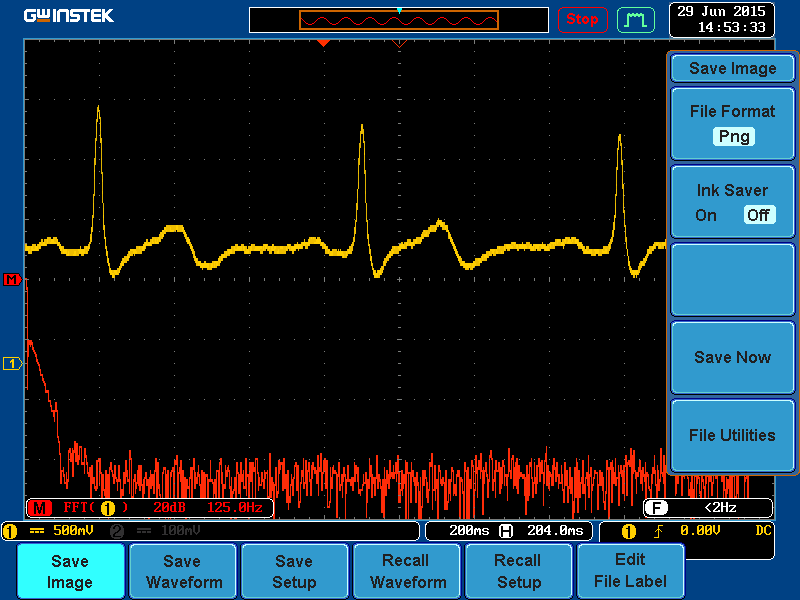 GWINSTEK
Stop
29 Jun 2015
14:53:33
Save Image
File Format
Png
Ink Saver
On Off
Save Now
File Utilities
M
1
M FFT( 1 ) 20dB 125.0Hz
F <2Hz
1 500mV 2 100mV
200ms H 204.0ms
1 0.00V DC
Save Image
Save Waveform
Save Setup
Recall Waveform
Recall Setup
Edit File Label